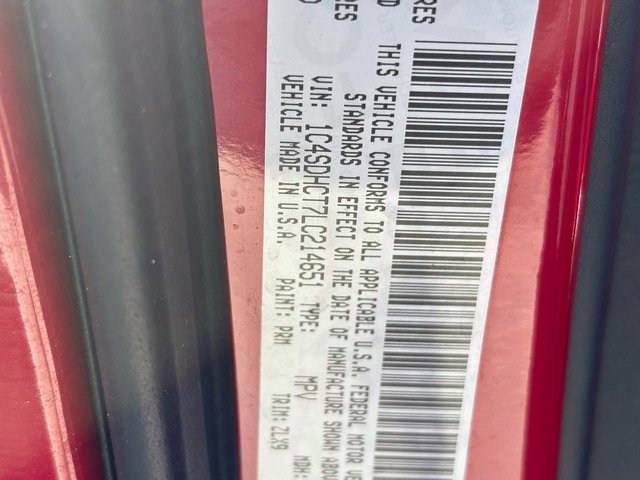 THIS VEHICLE CONFORMS TO ALL APPLICABLE U.S.A. FEDERAL MOTOR
STANDARDS IN EFFECT ON THE DATE OF MANUFACTURE SHOWN
VIN: 1C4SDHCT7LC214651 TYPE: MPV
VEHICLE MADE IN U.S.A. PAINT: PRM TRIM: ZLX9 MDH: